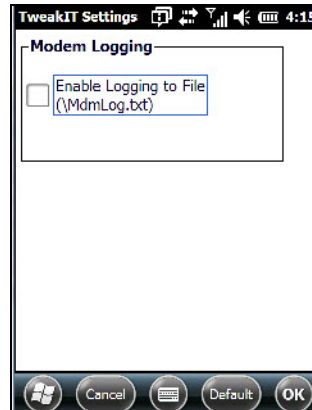 TweakIT Settings 4:15
Modem Logging
Enable Logging to File
(\MdmLog.txt)
Cancel Default OK